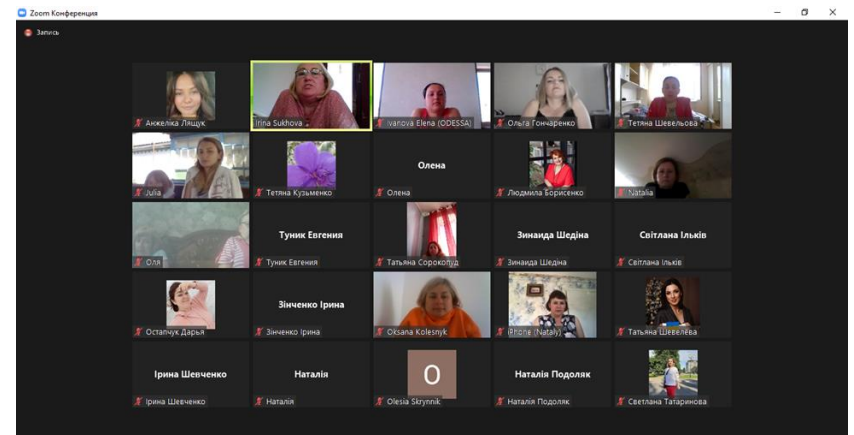 Zoom Конференция
Запись
Анжеліка Лящук
Irina Sukhova
Ivanova Elena (ODESSA)
Ольга Гончаренко
Тетяна Шевельова
Julia
Тетяна Кузьменко
Олена
Олена
Людмила Борисенко
Natalia
Оля
Туник Евгения
Туник Евгения
Татьяна Сорокопуд
Зинаида Шедіна
Зинаида Шедіна
Світлана Ільків
Світлана Ільків
Остапчук Дарья
Зінченко Ірина
Зінченко Ірина
Oksana Kolesnyk
iPhone (Nataly)
Татьяна Шевелёва
Ірина Шевченко
Ірина Шевченко
Наталія
Наталія
O
Olesia Skrynnik
Наталія Подоляк
Наталія Подоляк
Светлана Татаринова